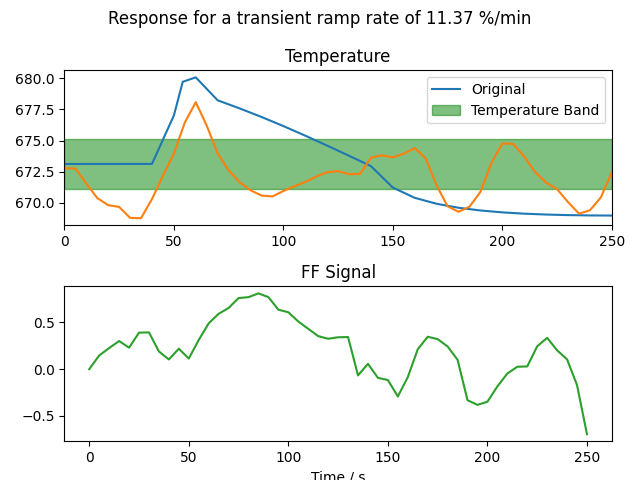 Response for a transient ramp rate of 11.37 %/min
Temperature
680.0
677.5
675.0
672.5
670.0
Original
Temperature Band
0 50 100 150 200 250
FF Signal
0.5
0.0
−0.5
0 50 100 150 200 250
Time / s